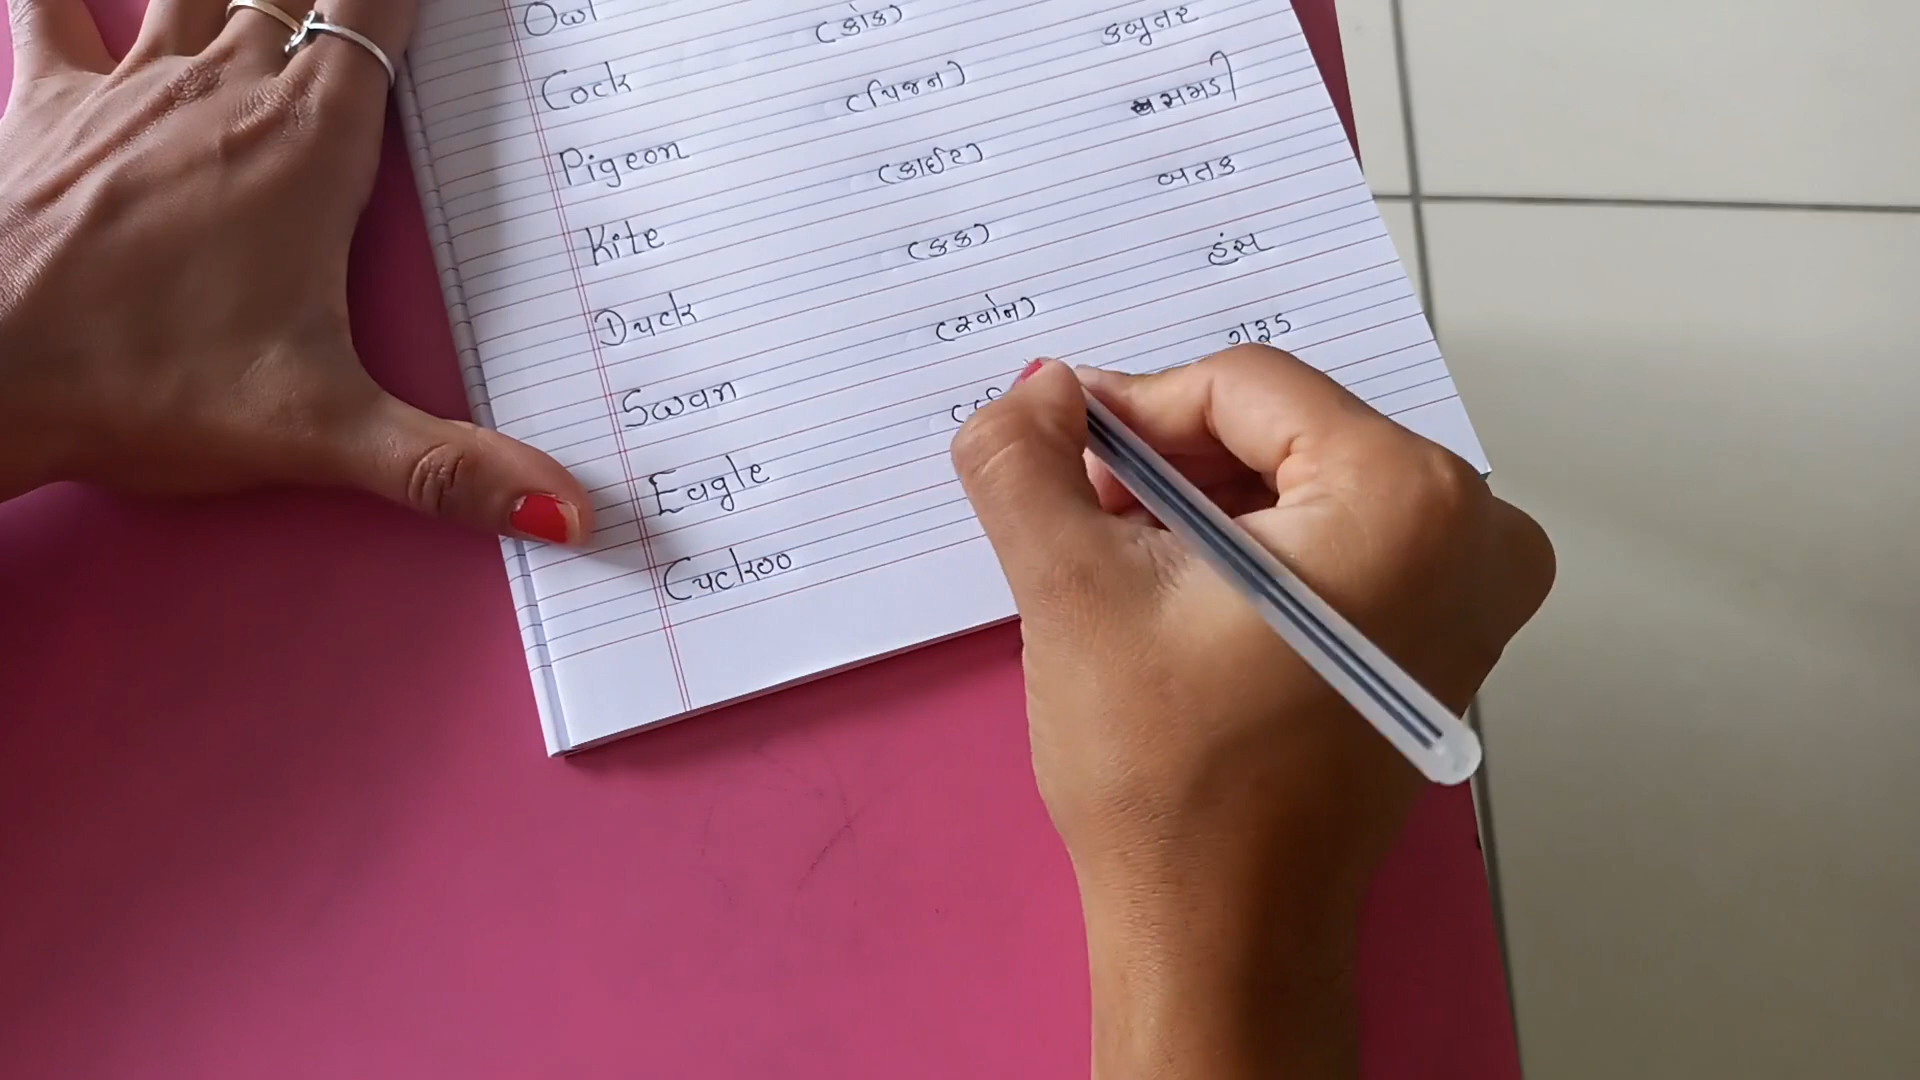 Owl
Cock (કોક)
Pigeon (પિજન) કબુતર
Kite (કાઈટ) સમડી
Duck (ડક) બતક
Swan (સ્વોન) હંસ
Eagle (ઈ ગરૂડ
Cuckoo